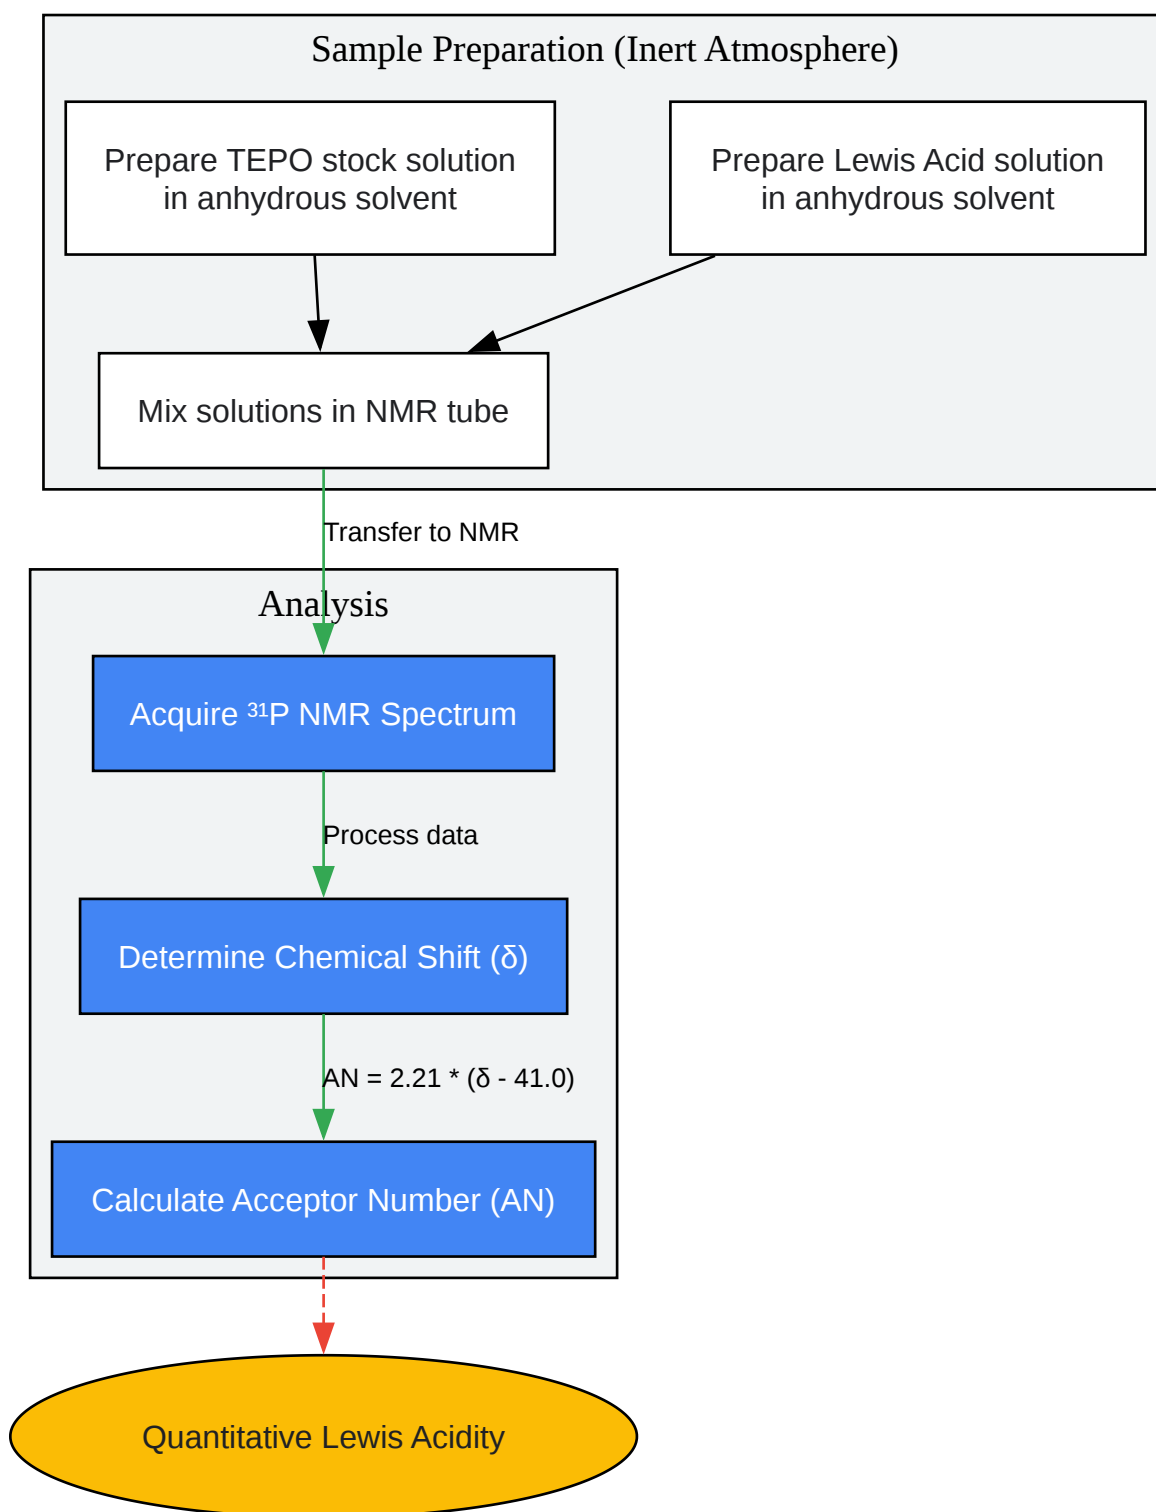 Sample Preparation (Inert Atmosphere)
Prepare TEPO stock solution
in anhydrous solvent
Prepare Lewis Acid solution
in anhydrous solvent
Mix solutions in NMR tube
Transfer to NMR
Analysis
Acquire ³¹P NMR Spectrum
Process data
Determine Chemical Shift (δ)
AN = 2.21 * (δ - 41.0)
Calculate Acceptor Number (AN)
Quantitative Lewis Acidity